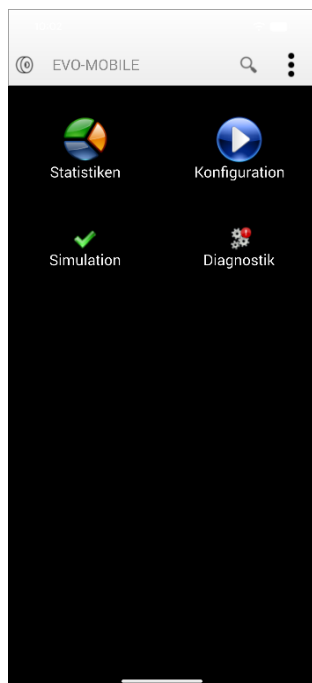 EVO-MOBILE
Statistiken
Konfiguration
Simulation
Diagnostik